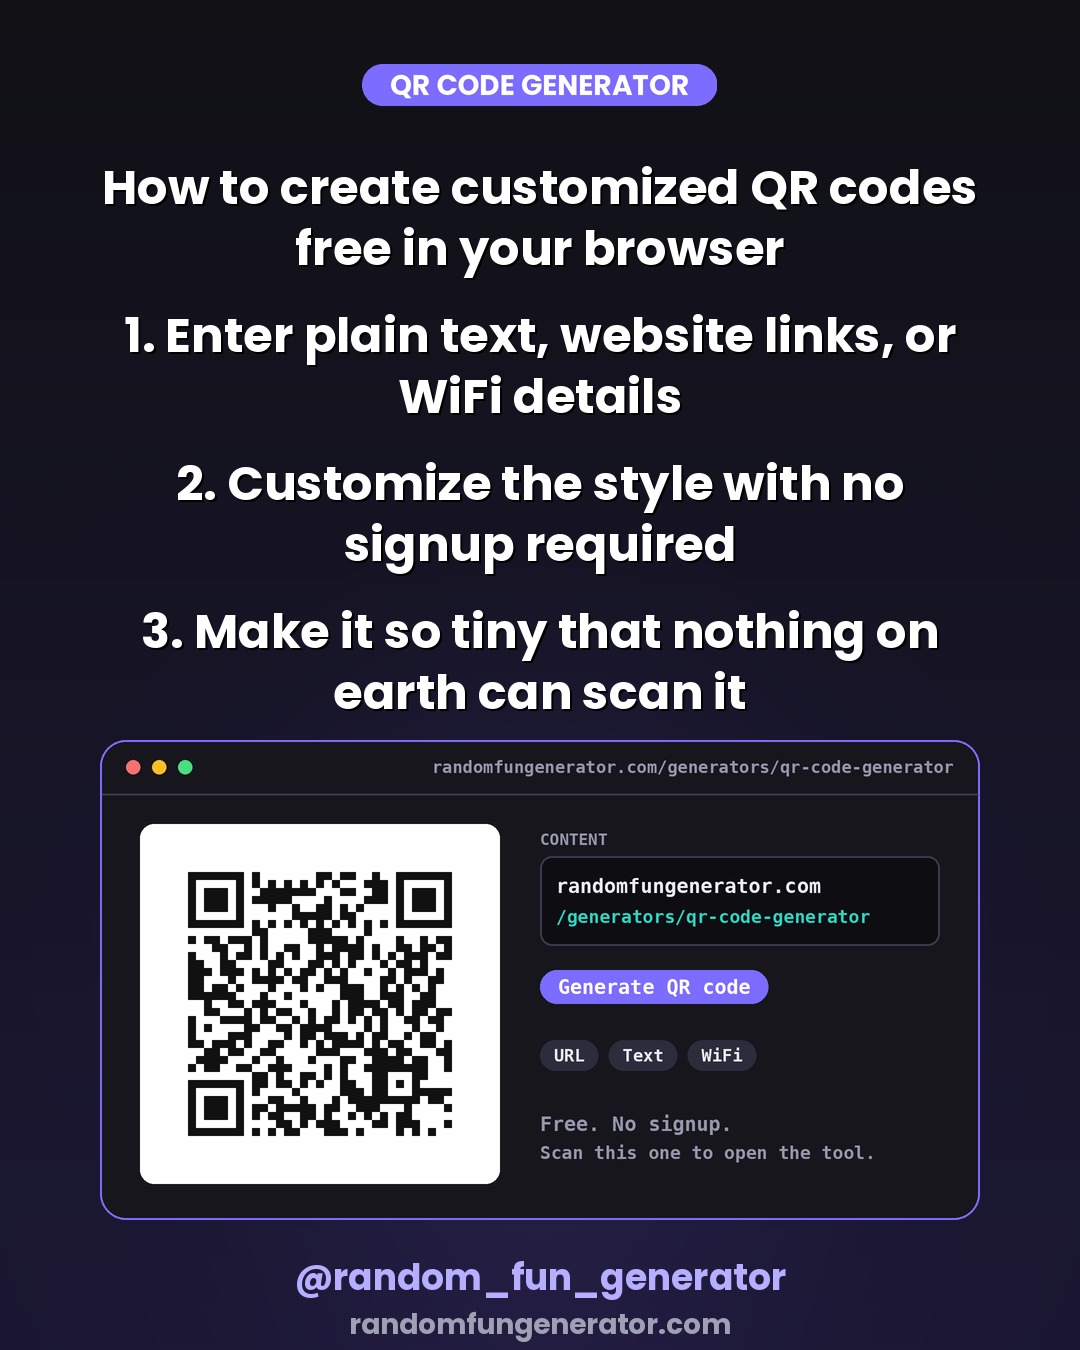 QR CODE GENERATOR
How to create customized QR codes
free in your browser
1. Enter plain text, website links, or
WiFi details
2. Customize the style with no
signup required
3. Make it so tiny that nothing on
earth can scan it
randomfungenerator.com/generators/qr-code-generator
CONTENT
randomfungenerator.com
/generators/qr-code-generator
Generate QR code
URL Text WiFi
Free. No signup.
Scan this one to open the tool.
@random_fun_generator
randomfungenerator.com